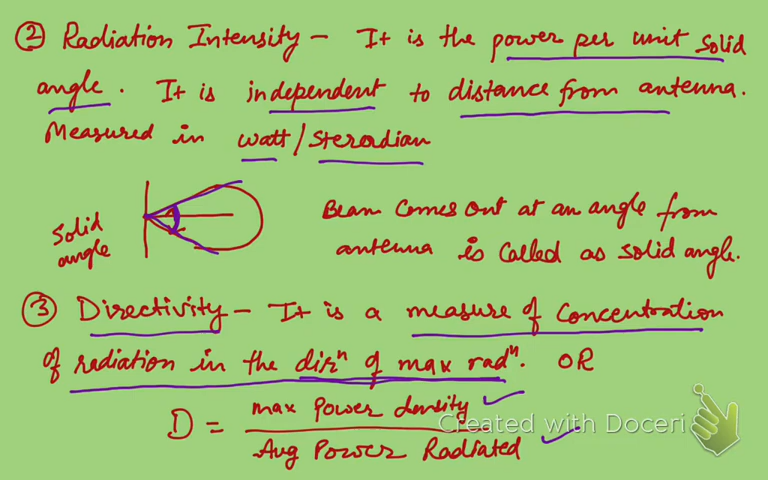 ② Radiation Intensity - It is the power per unit solid
angle. It is independent to distance from antenna.
Measured in watt/steradian
Solid
angle
Beam comes out at an angle from
antenna is called as solid angle.
③ Directivity - It is a measure of concentration
of radiation in the dirⁿ of max radⁿ. OR
D = max power density / Avg Power Radiated
Created with Doceri